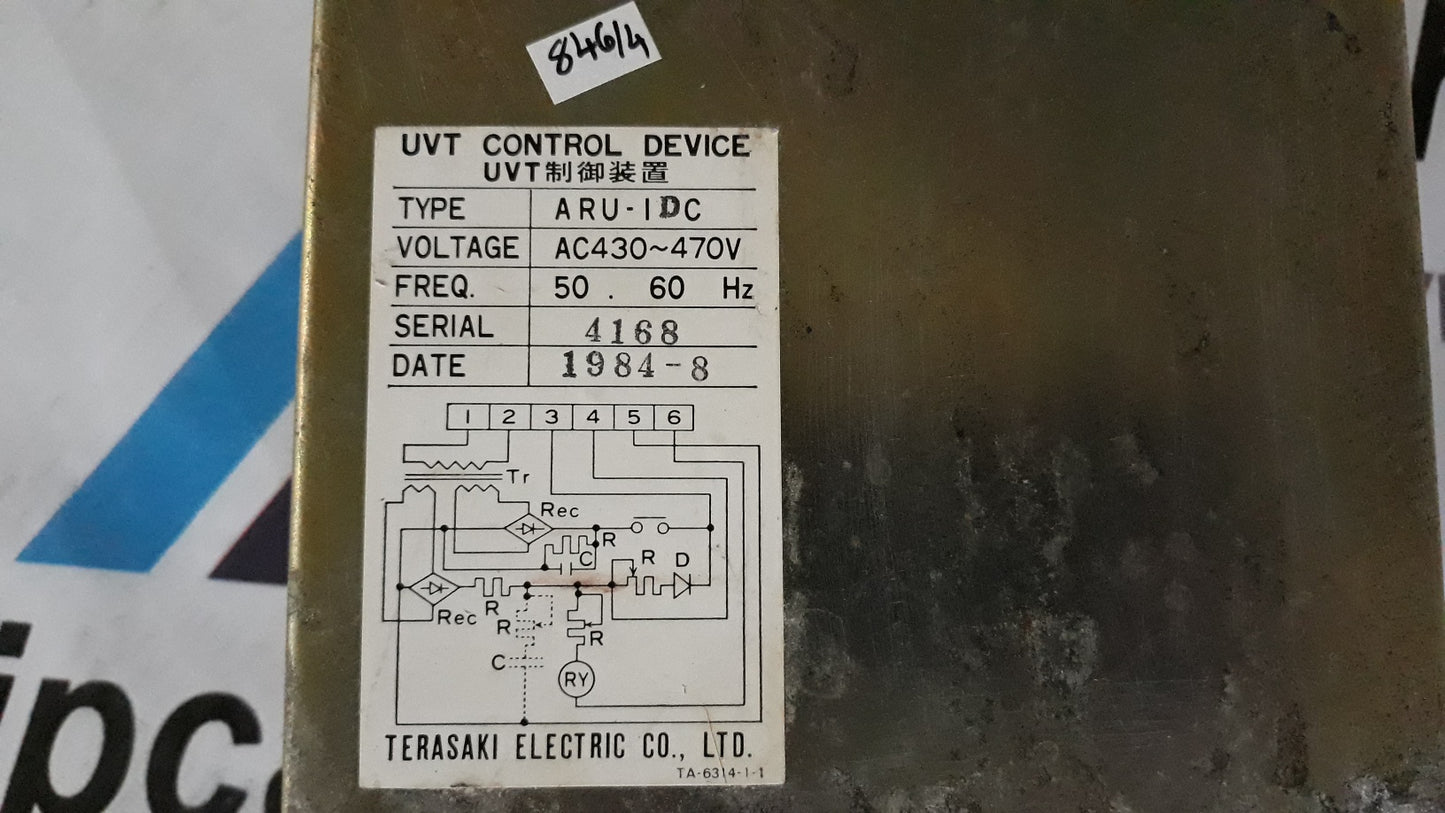 846/4
UVT CONTROL DEVICE
UVT制御装置
TYPE ARU-1DC
VOLTAGE AC430~470V
FREQ. 50 . 60 Hz
SERIAL 4168
DATE 1984-8
1 2 3 4 5 6
Tr
Rec
R
C R D
Rec R
R
R
C
RY
TERASAKI ELECTRIC CO., LTD.
TA-6314-1-1
ipc